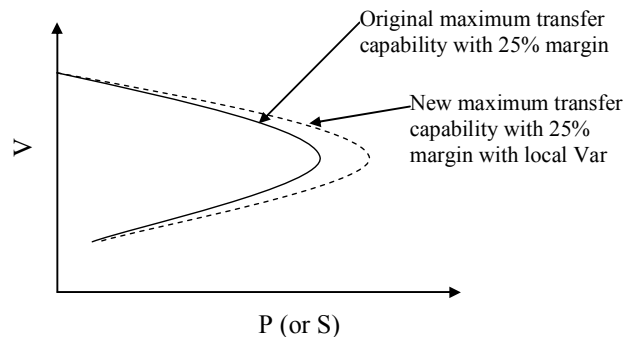 Original maximum transfer
capability with 25% margin
New maximum transfer
capability with 25%
margin with local Var
V
P (or S)